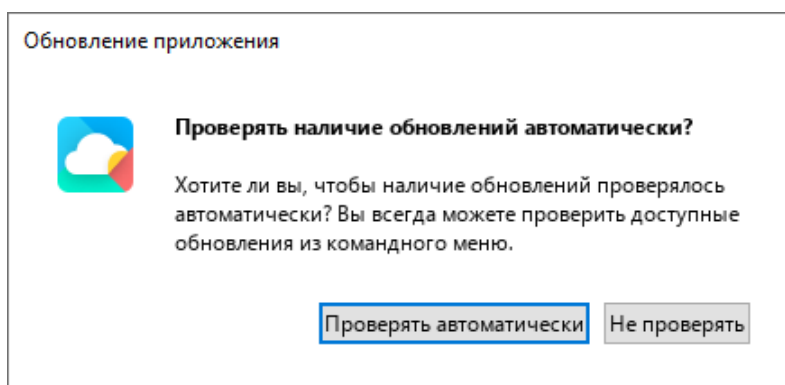 Обновление приложения
Проверять наличие обновлений автоматически?
Хотите ли вы, чтобы наличие обновлений проверялось
автоматически? Вы всегда можете проверить доступные
обновления из командного меню.
Проверять автоматически Не проверять